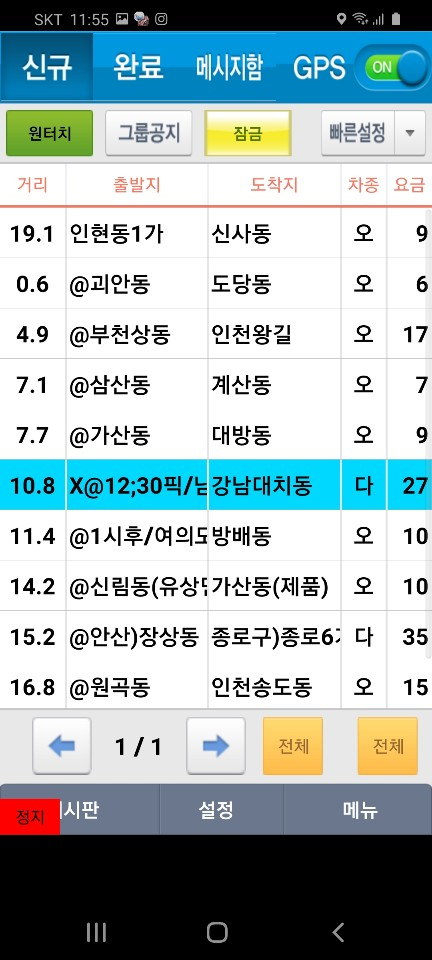 SKT 11:55
신규 완료 메시지함 GPS ON
원터치 그룹공지 잠금 빠른설정
거리 출발지 도착지 차종 요금
19.1 인현동1가 신사동 오 9
0.6 @괴안동 도당동 오 6
4.9 @부천상동 인천왕길 오 17
7.1 @삼산동 계산동 오 7
7.7 @가산동 대방동 오 9
10.8 X@12;30픽/남 강남대치동 다 27
11.4 @1시후/여의도 방배동 오 10
14.2 @신림동(유상 가산동(제품) 오 10
15.2 @안산)장상동 종로구)종로6 다 35
16.8 @원곡동 인천송도동 오 15
1 / 1 전체 전체
정지 시판 설정 메뉴